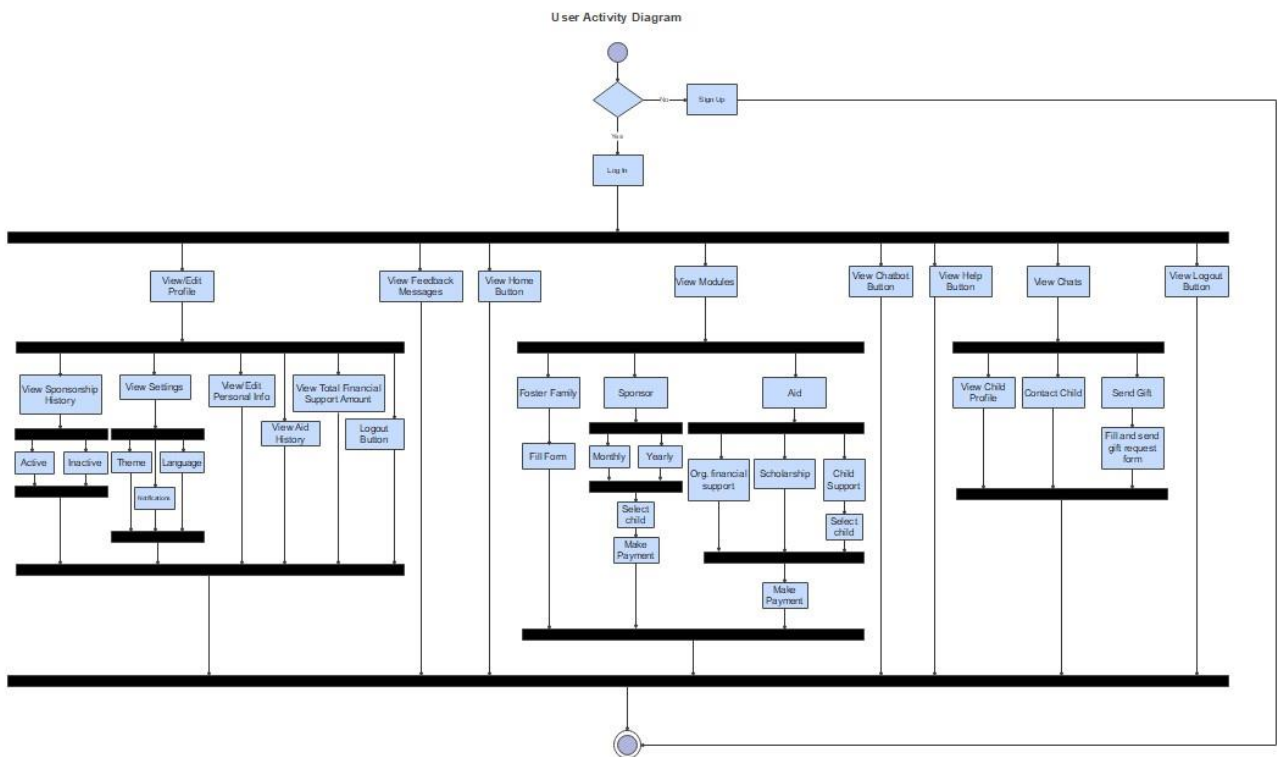 User Activity Diagram
Sign Up
Yes
Log In
View/Edit
Profile
View Feedback
Messages
View Home
Button
View Modules
View Chatbot
Button
View Help
Button
View Chats
View Logout
Button
View Sponsorship
History
View Settings
View/Edit
Personal Info
View Total Financial
Support Amount
View Aid
History
Logout
Button
Active
Inactive
Theme
Language
Notifications
Foster Family
Sponsor
Aid
Fill Form
Monthly
Yearly
Select
child
Make
Payment
Org. financial
support
Scholarship
Child
Support
Select
child
Make
Payment
View Child
Profile
Contact Child
Send Gift
Fill and send
gift request
form